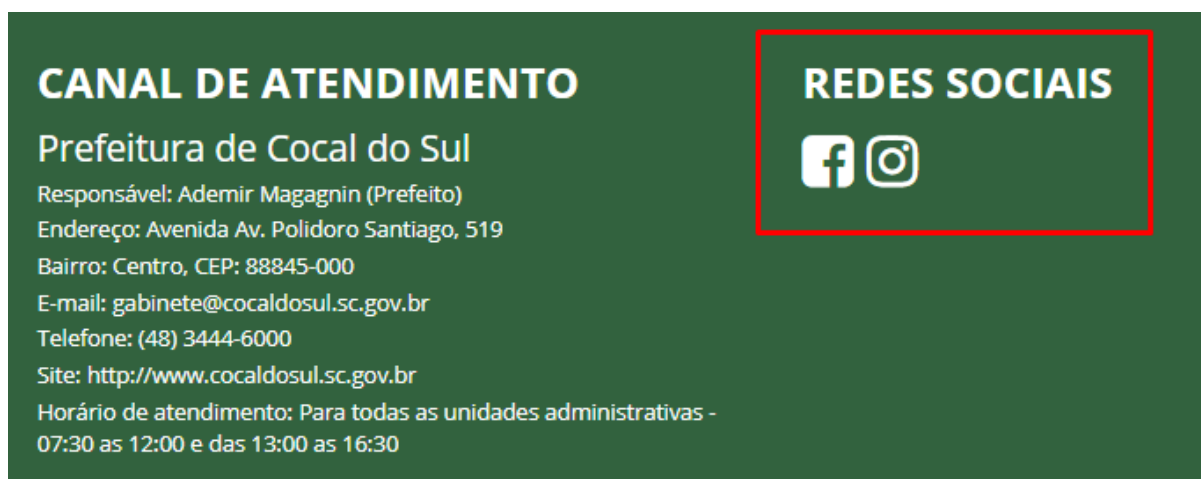 CANAL DE ATENDIMENTO
Prefeitura de Cocal do Sul
Responsável: Ademir Magagnin (Prefeito)
Endereço: Avenida Av. Polidoro Santiago, 519
Bairro: Centro, CEP: 88845-000
E-mail: gabinete@cocaldosul.sc.gov.br
Telefone: (48) 3444-6000
Site: http://www.cocaldosul.sc.gov.br
Horário de atendimento: Para todas as unidades administrativas -
07:30 as 12:00 e das 13:00 as 16:30
REDES SOCIAIS